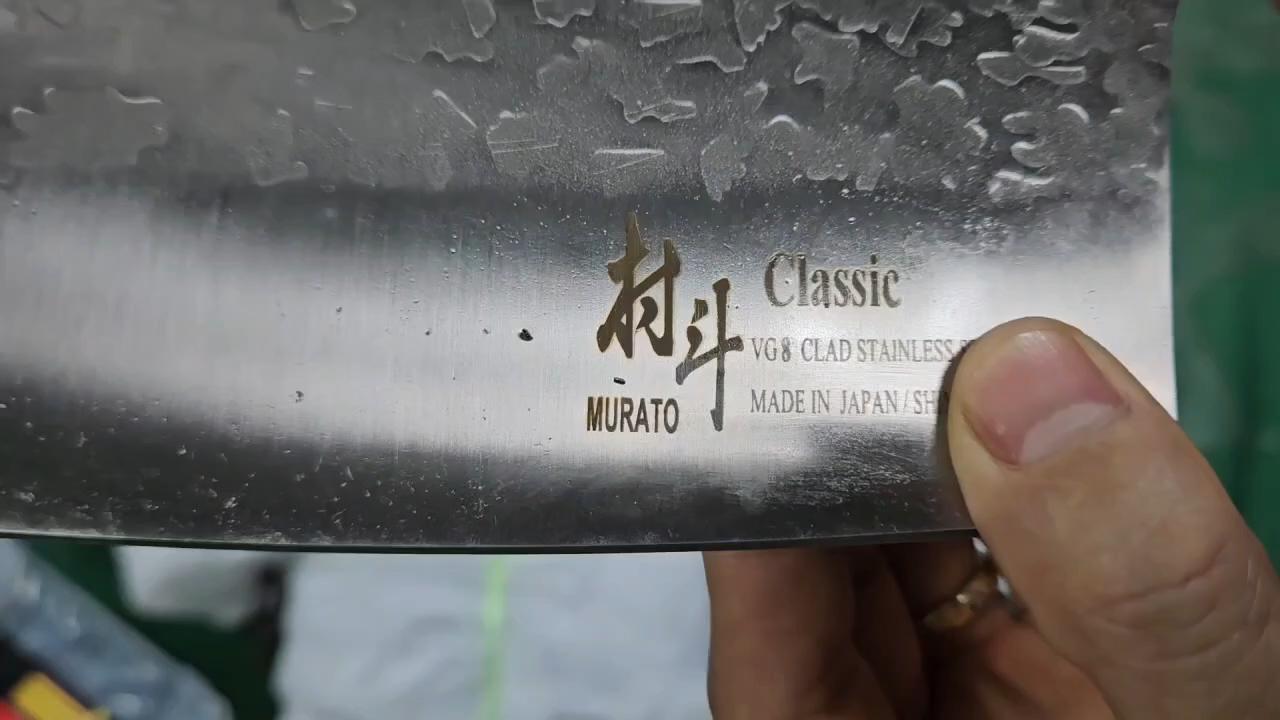 村斗
MURATO
Classic
VG8 CLAD STAINLESS
MADE IN JAPAN /